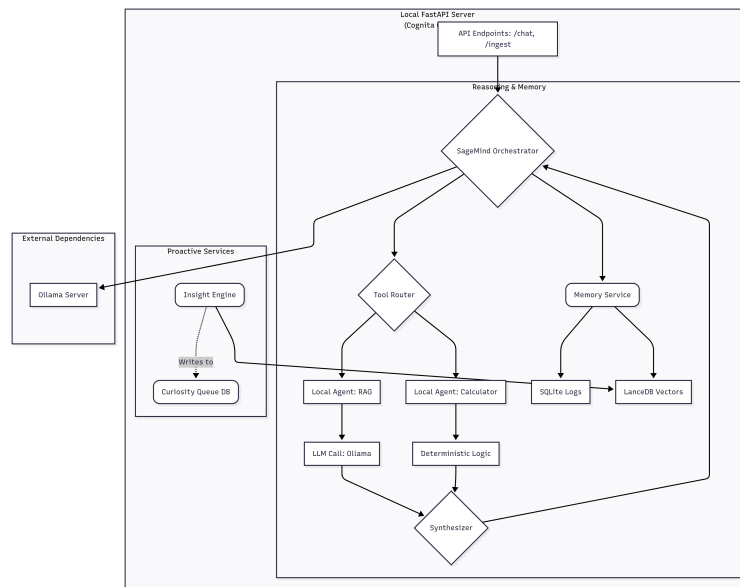 Local FastAPI Server
(Cognita
API Endpoints: /chat,
/ingest
Reasoning & Memory
SageMind Orchestrator
External Dependencies
Proactive Services
Ollama Server
Insight Engine
Tool Router
Memory Service
Writes to
Curiosity Queue DB
Local Agent: RAG
Local Agent: Calculator
SQLite Logs
LanceDB Vectors
LLM Call: Ollama
Deterministic Logic
Synthesizer